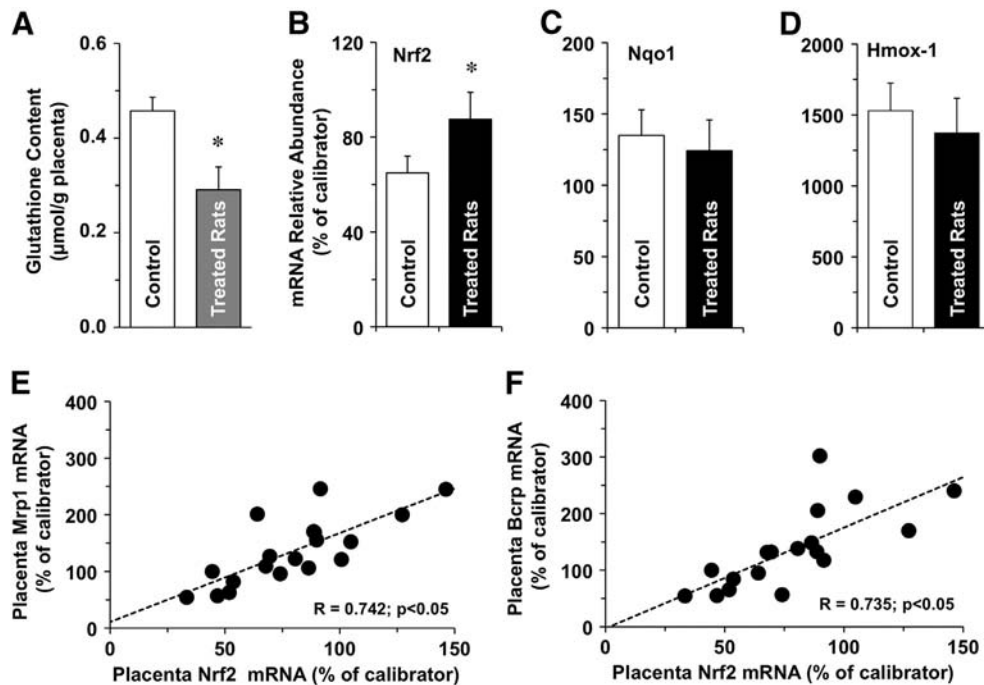 A
Glutathione Content
(µmol/g placenta)
0.6
0.4
0.2
0.0
Control
*
Treated Rats
B
mRNA Relative Abundance
(% of calibrator)
120
80
40
0
Nrf2
*
Control
Treated Rats
C
200
150
100
50
0
Nqo1
Control
Treated Rats
D
2000
1500
1000
500
0
Hmox-1
Control
Treated Rats
E
Placenta Mrp1 mRNA
(% of calibrator)
400
300
200
100
0
R = 0.742; p<0.05
0 50 100 150
Placenta Nrf2 mRNA (% of calibrator)
F
Placenta Bcrp mRNA
(% of calibrator)
400
300
200
100
0
R = 0.735; p<0.05
0 50 100 150
Placenta Nrf2 mRNA (% of calibrator)